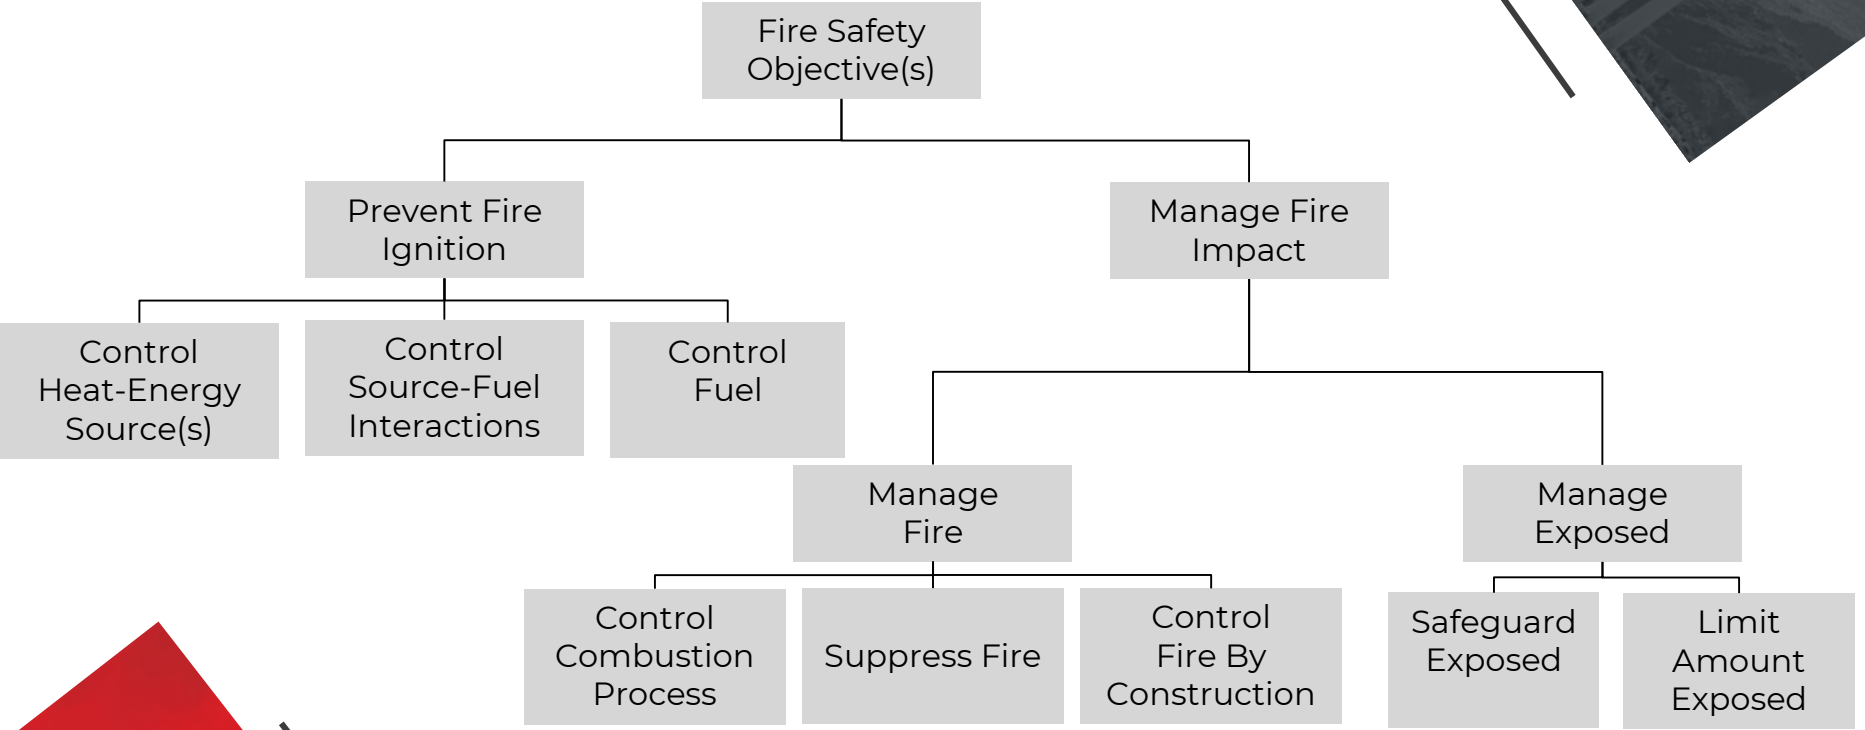 Fire Safety
Objective(s)
Prevent Fire
Ignition
Manage Fire
Impact
Control
Heat-Energy
Source(s)
Control
Source-Fuel
Interactions
Control
Fuel
Manage
Fire
Manage
Exposed
Control
Combustion
Process
Suppress Fire
Control
Fire By
Construction
Safeguard
Exposed
Limit
Amount
Exposed